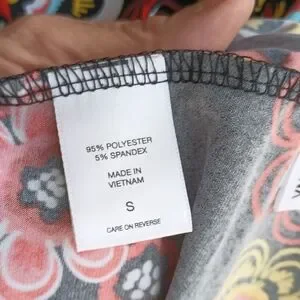 95% POLYESTER
5% SPANDEX
MADE IN
VIETNAM
S
CARE ON REVERSE